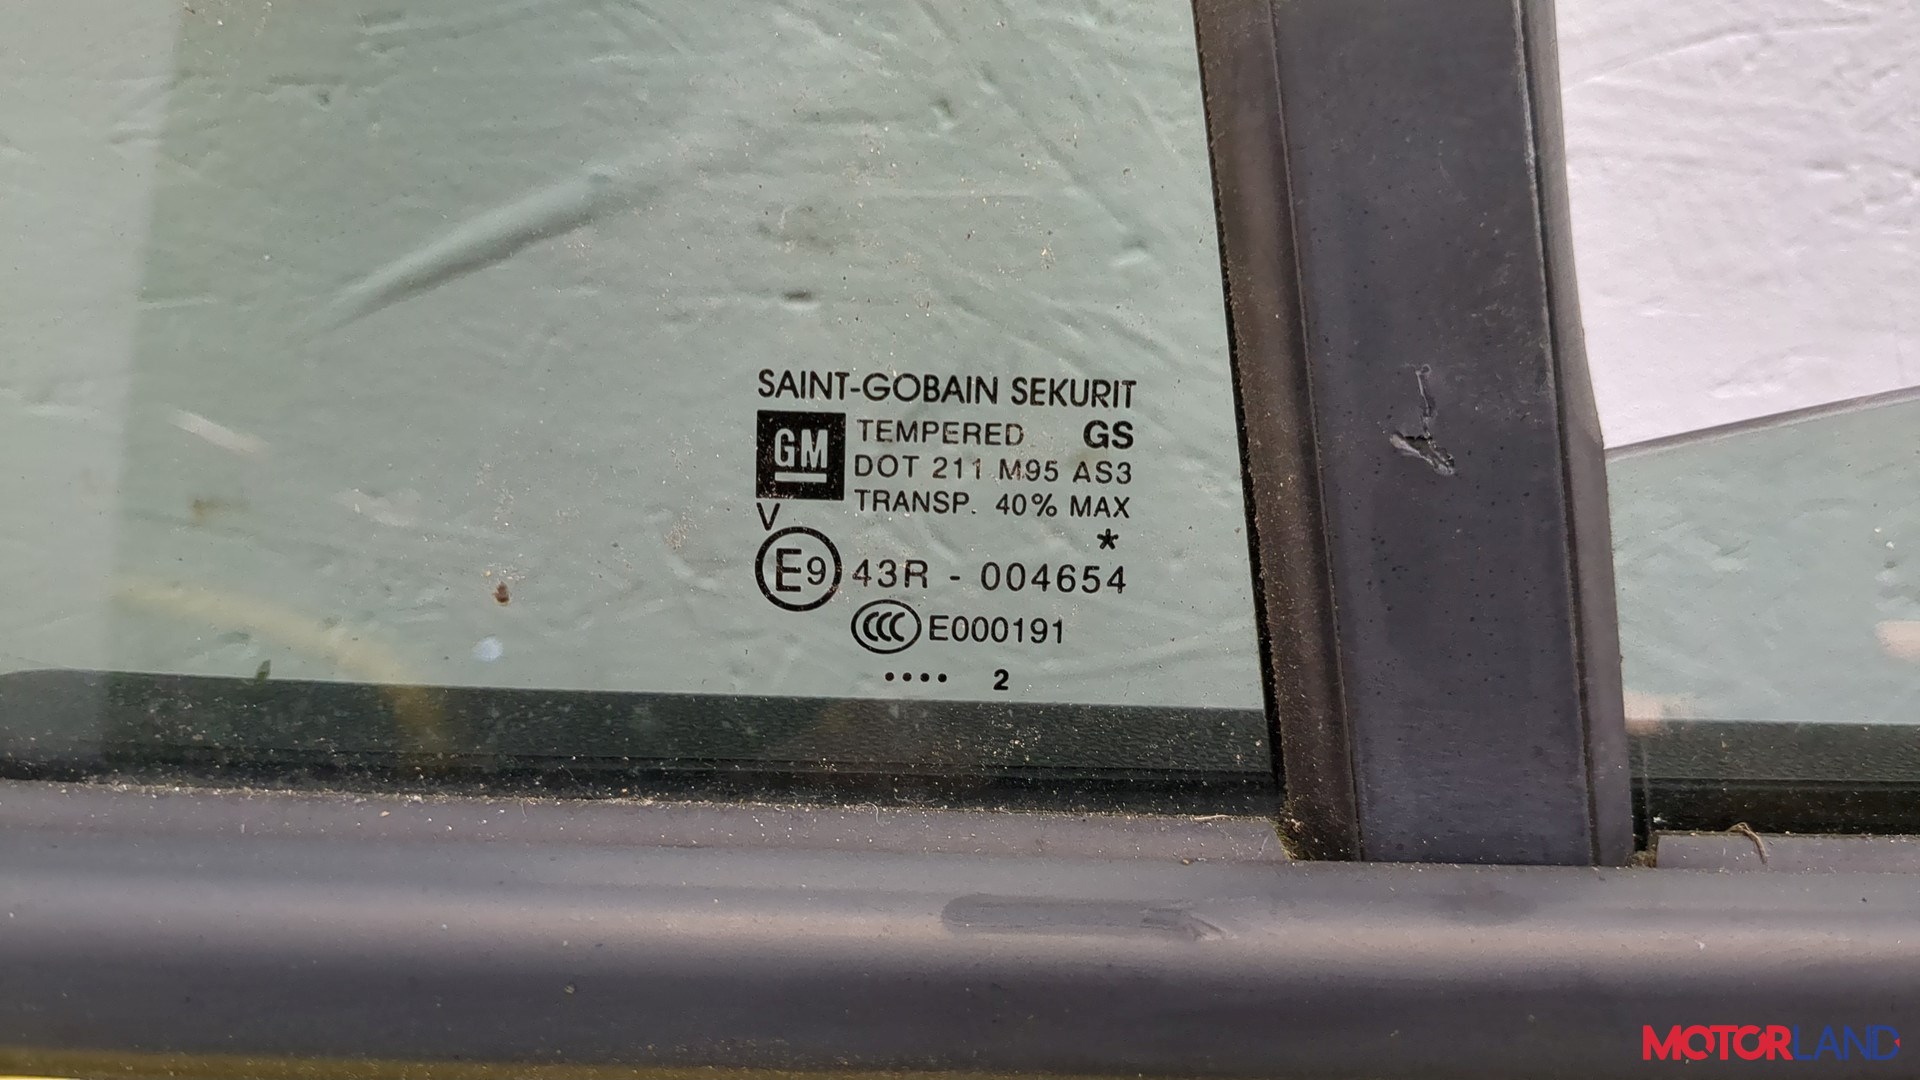 SAINT-GOBAIN SEKURIT
GM TEMPERED GS
DOT 211 M95 AS3
TRANSP. 40% MAX
V
*
E9 43R - 004654
CCC E000191
.... 2
MOTORLAND